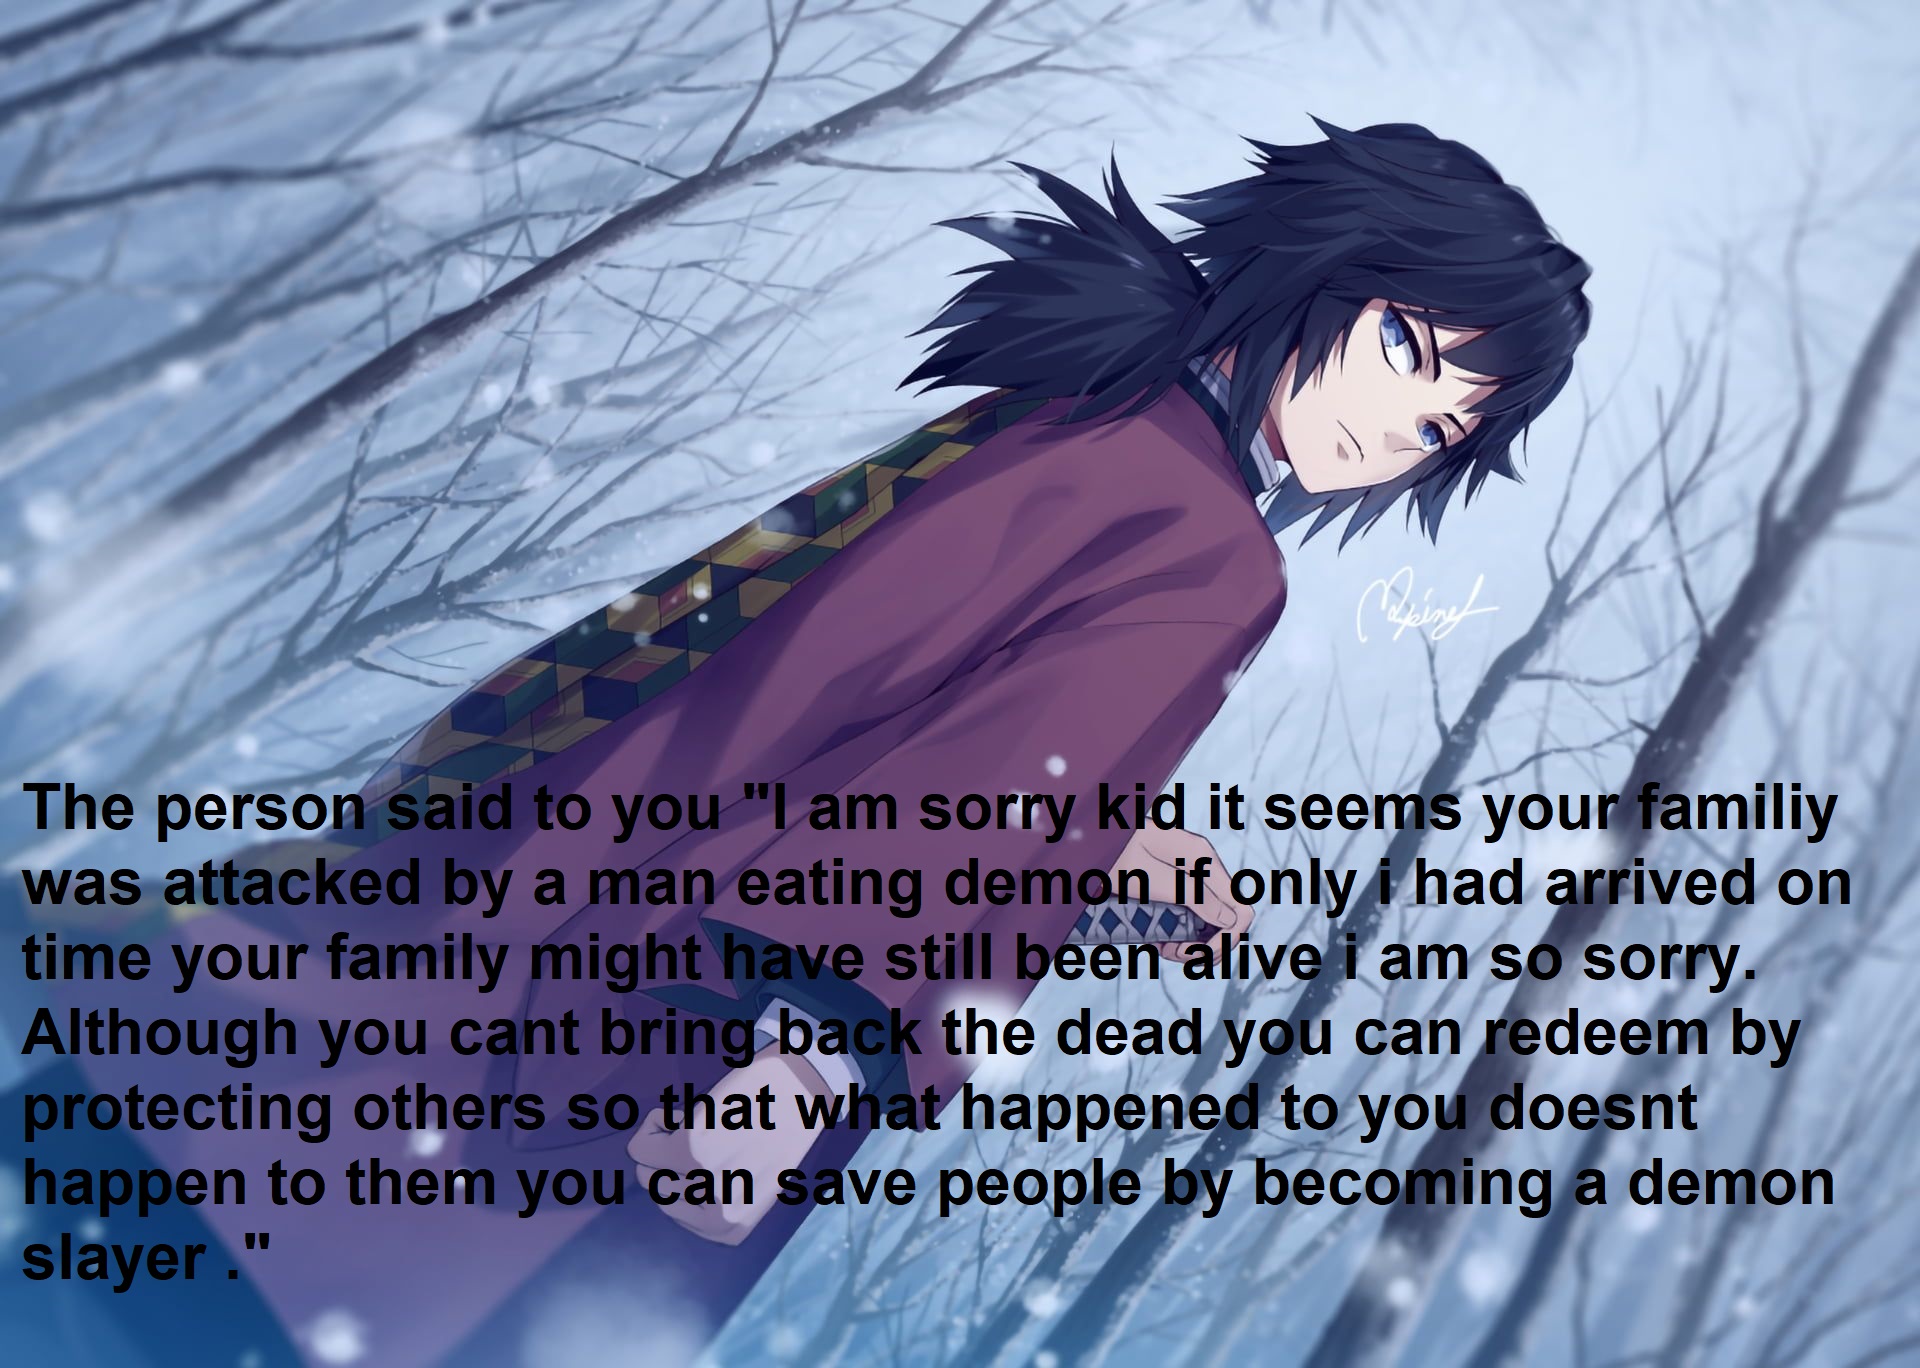 The person said to you "I am sorry kid it seems your familiy
was attacked by a man eating demon if only i had arrived on
time your family might have still been alive i am so sorry.
Although you cant bring back the dead you can redeem by
protecting others so that what happened to you doesnt
happen to them you can save people by becoming a demon
slayer ."